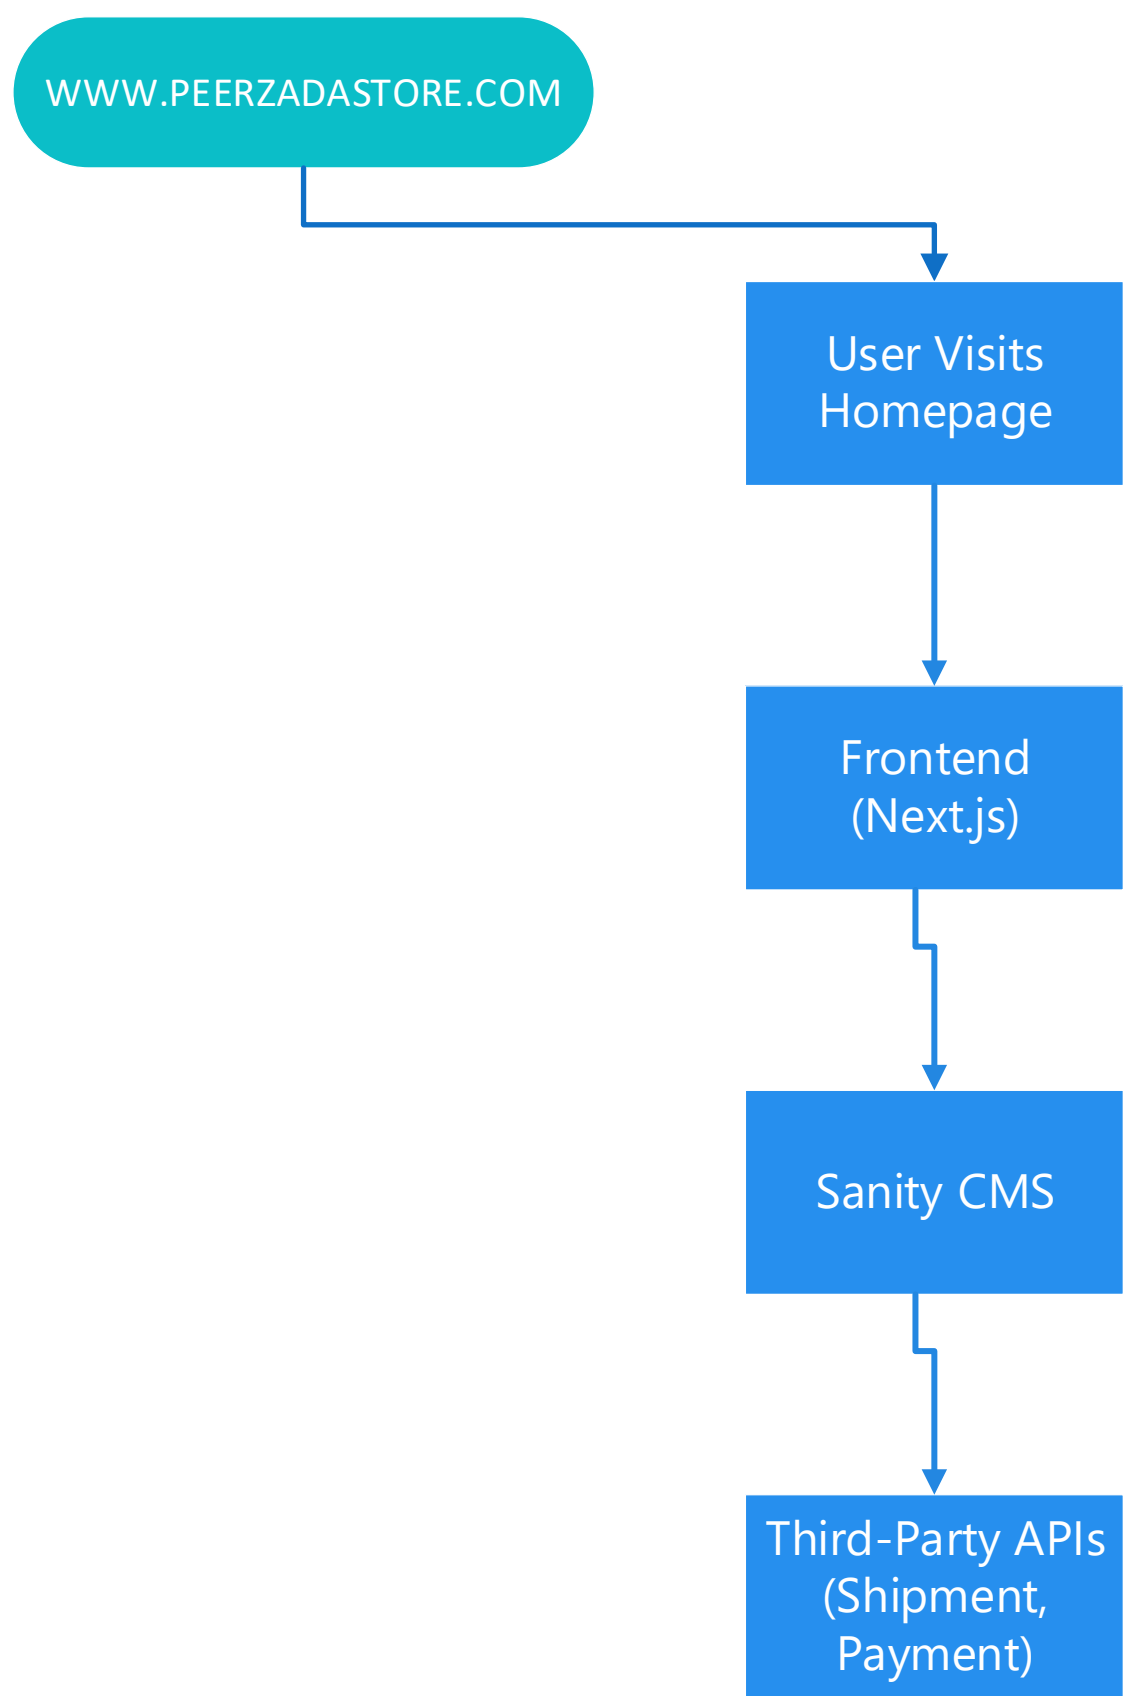 WWW.PEERZADASTORE.COM
User Visits
Homepage
Frontend
(Next.js)
Sanity CMS
Third-Party APIs
(Shipment,
Payment)